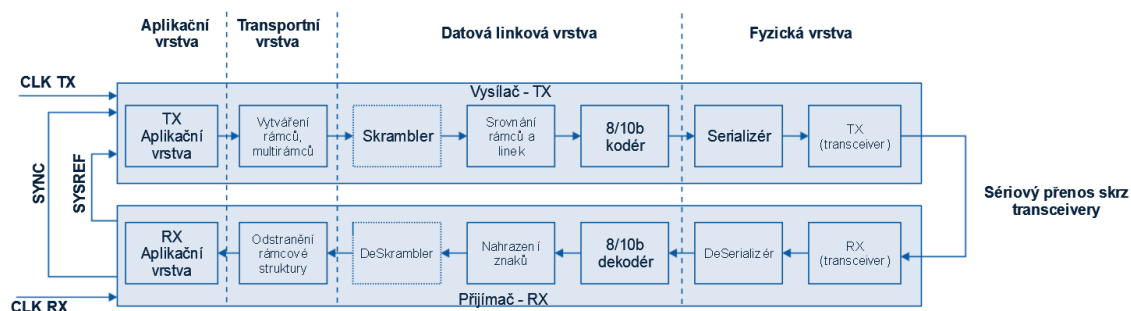 Aplikační
vrstva
Transportní
vrstva
Datová linková vrstva
Fyzická vrstva
CLK TX
Vysílač - TX
TX
Aplikační
vrstva
Vytváření
rámců,
multirámců
Skrambler
Srovnání
rámců a
linek
8/10b
kodér
Serializér
TX
(transceiver)
SYNC
SYSREF
Sériový přenos skrz
transceivery
RX
Aplikační
vrstva
Odstranění
rámcové
struktury
DeSkrambler
Nahrazení
znaků
8/10b
dekodér
DeSerializér
RX
(transceiver)
Přijímač - RX
CLK RX